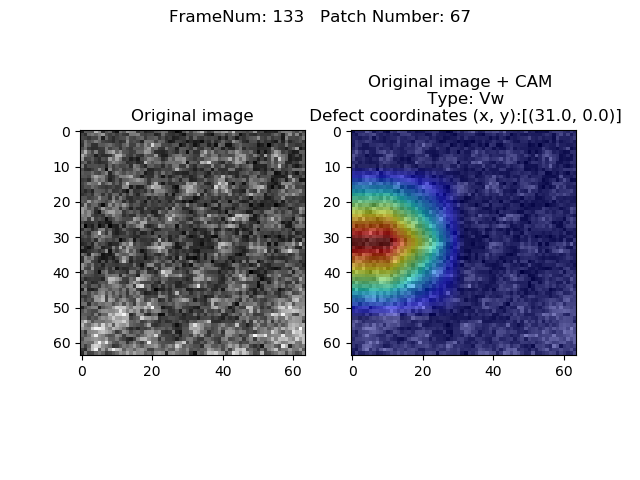 FrameNum: 133   Patch Number: 67
Original image
Original image + CAM
Type: Vw
Defect coordinates (x, y):[(31.0, 0.0)]
0
10
20
30
40
50
60
0 20 40 60
0
10
20
30
40
50
60
0 20 40 60